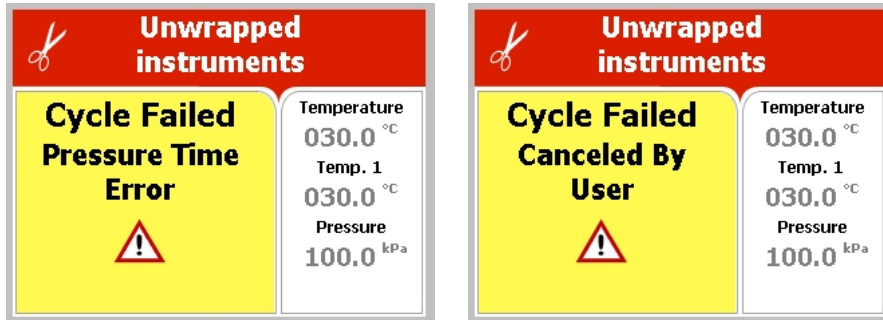 Unwrapped
instruments
Cycle Failed
Pressure Time
Error
Temperature
030.0 °C
Temp. 1
030.0 °C
Pressure
100.0 kPa
Unwrapped
instruments
Cycle Failed
Canceled By
User
Temperature
030.0 °C
Temp. 1
030.0 °C
Pressure
100.0 kPa